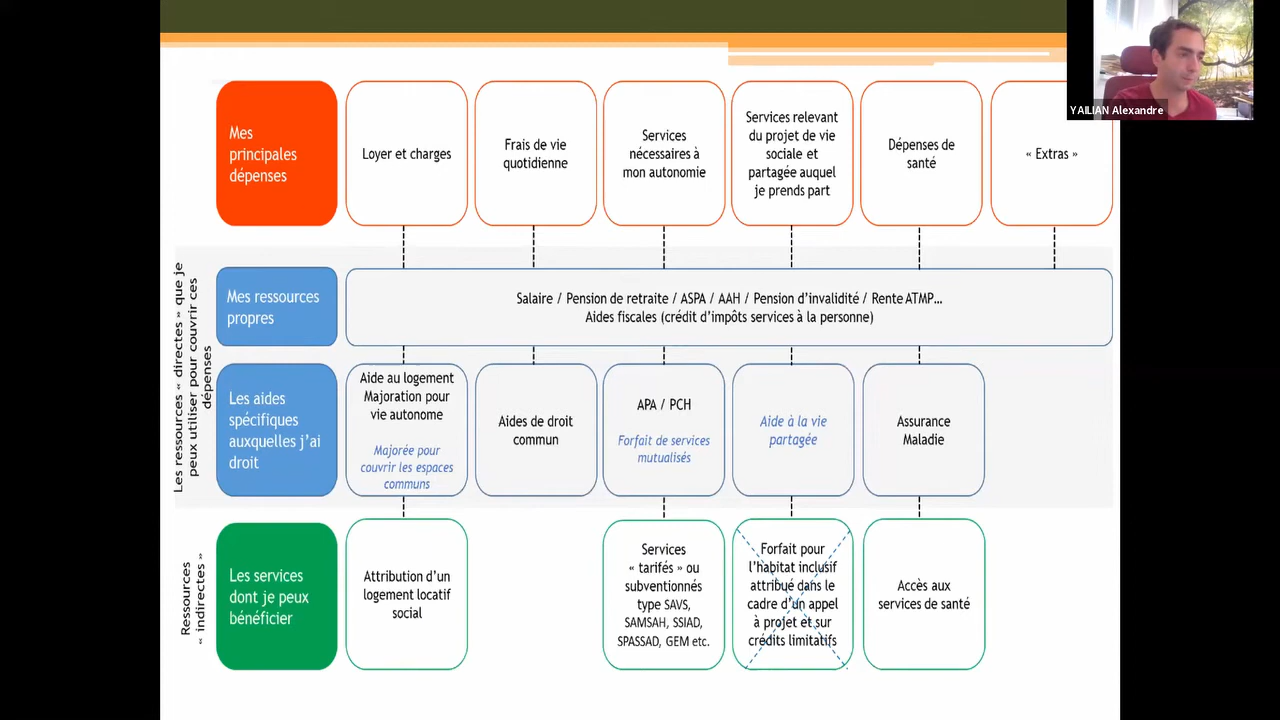 YAILIAN Alexandre
Mes
principales
dépenses
Loyer et charges
Frais de vie
quotidienne
Services
nécessaires à
mon autonomie
Services relevant
du projet de vie
sociale et
partagée auquel
je prends part
Dépenses de
santé
« Extras »
Les ressources « directes » que je
peux utiliser pour couvrir ces
dépenses
Mes ressources
propres
Salaire / Pension de retraite / ASPA / AAH / Pension d’invalidité / Rente ATMP…
Aides fiscales (crédit d’impôts services à la personne)
Les aides
spécifiques
auxquelles j’ai
droit
Aide au logement
Majoration pour
vie autonome
Majorée pour
couvrir les espaces
communs
Aides de droit
commun
APA / PCH
Forfait de services
mutualisés
Aide à la vie
partagée
Assurance
Maladie
Ressources
« indirectes »
Les services
dont je peux
bénéficier
Attribution d’un
logement locatif
social
Services
« tarifés » ou
subventionnés
type SAVS,
SAMSAH, SSIAD,
SPASSAD, GEM etc.
Forfait pour
l’habitat inclusif
attribué dans le
cadre d’un appel
à projet et sur
crédits limitatifs
Accès aux
services de santé